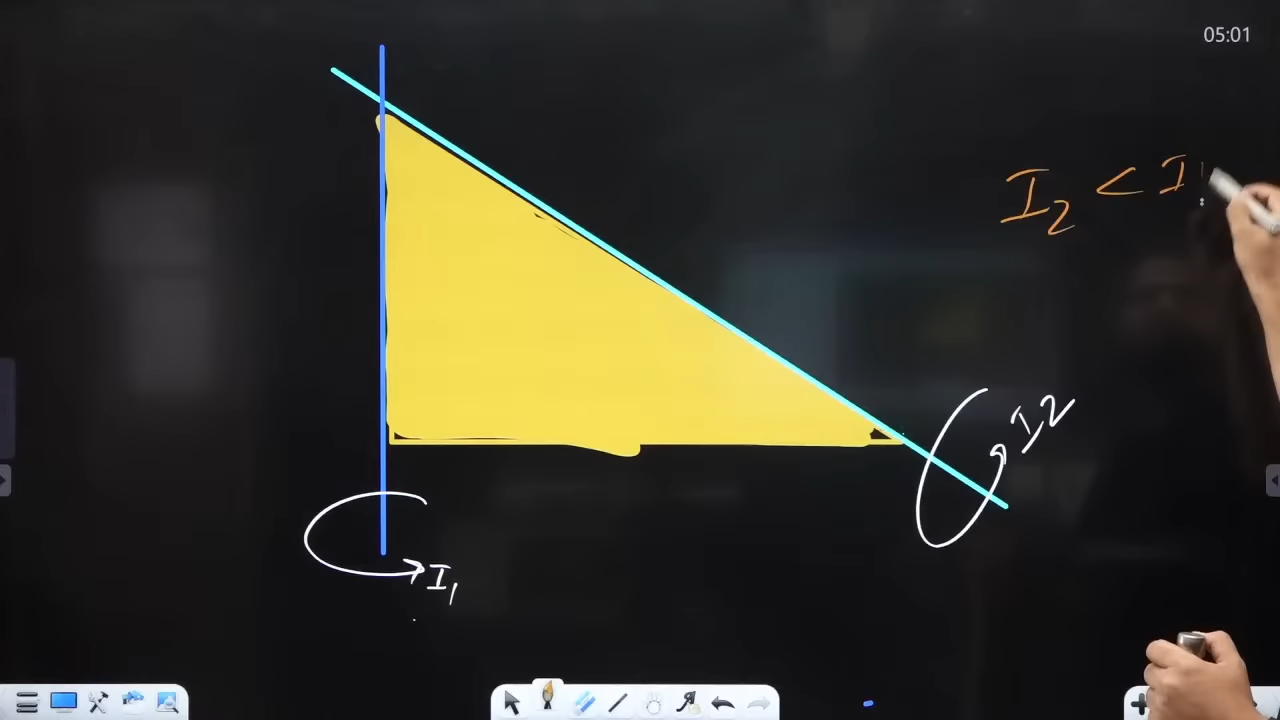 05:01
I₂ < I₁
I2
I₁